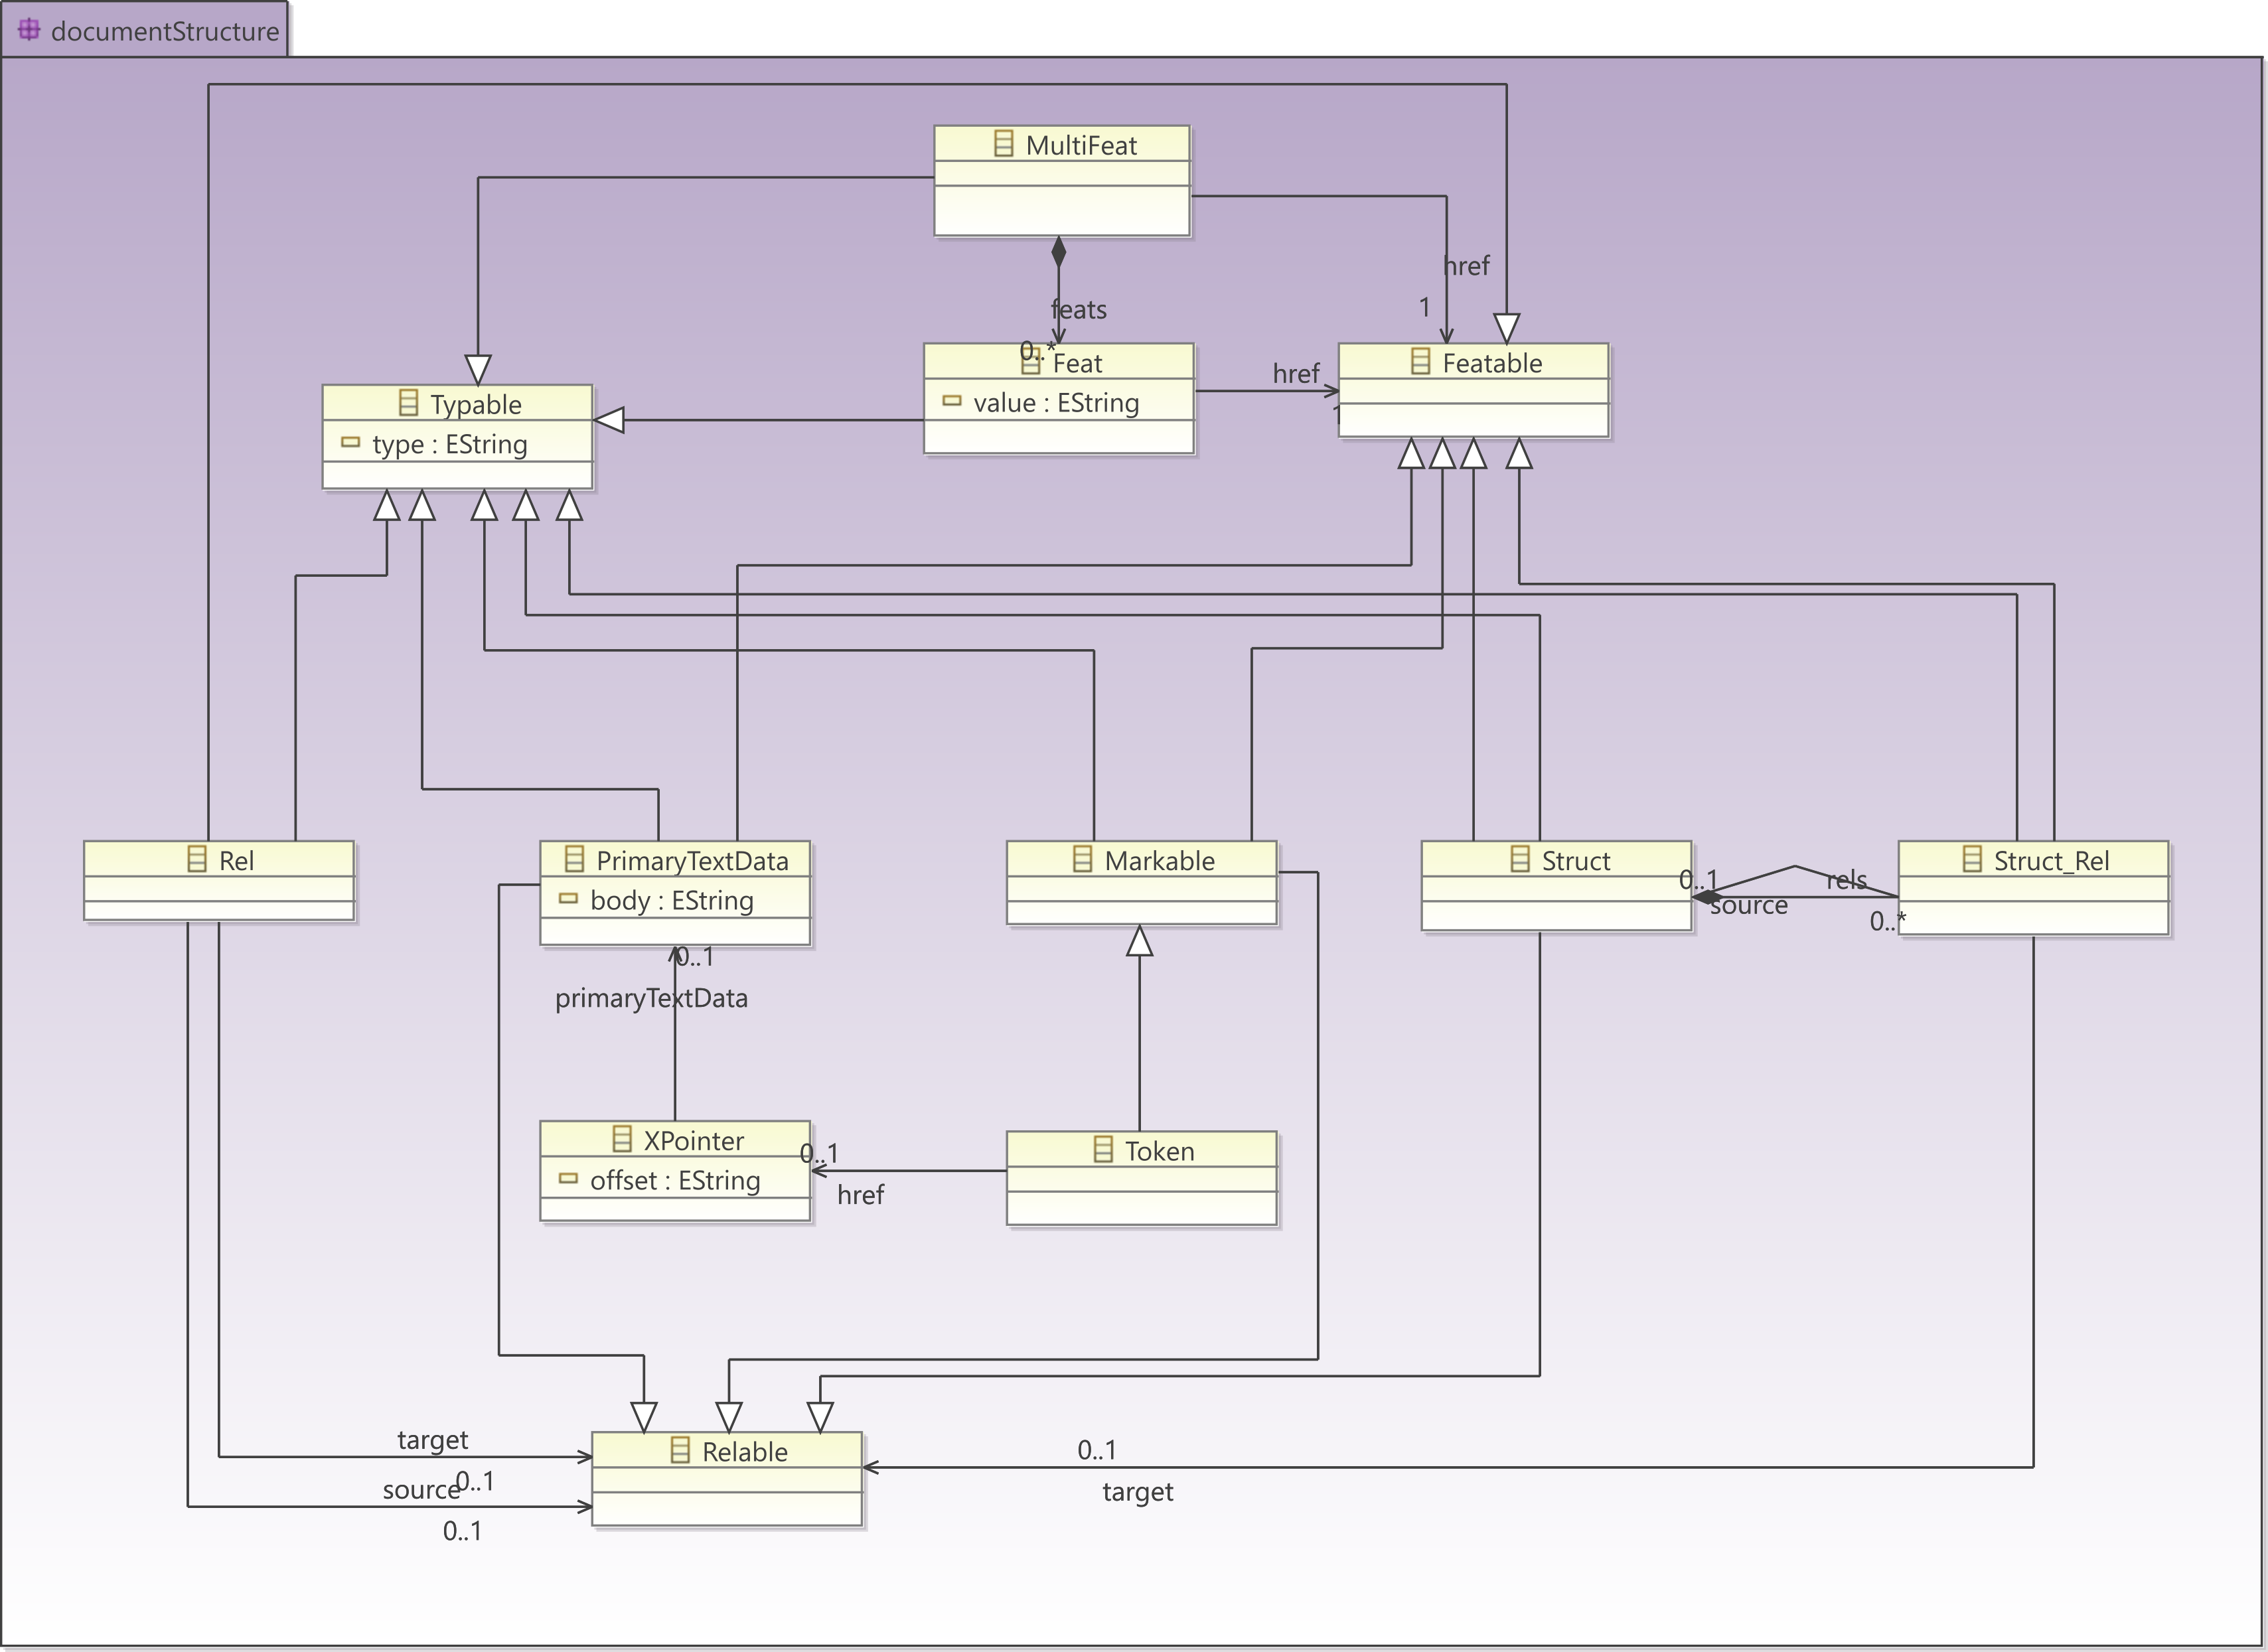 documentStructure
MultiFeat
href
1
feats
0..*
Feat
value : EString
href
1
Featable
Typable
type : EString
Rel
PrimaryTextData
body : EString
Markable
Struct
Struct_Rel
0..1
rels
source
0..*
0..1
primaryTextData
XPointer
offset : EString
0..1
href
Token
target
0..1
source
0..1
Relable
0..1
target